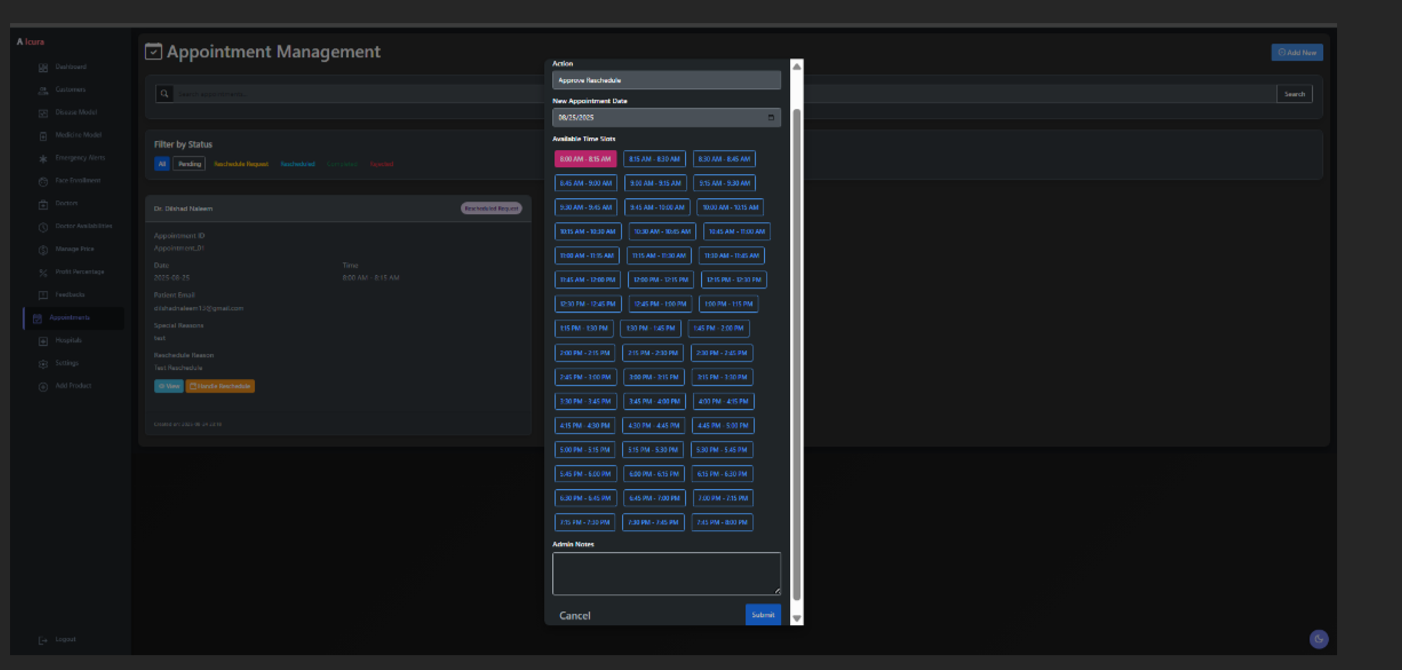 AIcura
Dashboard
Customers
Disease Model
Medicine Model
Emergency Alerts
Face Enrollment
Doctors
Doctor Availabilities
Manage Price
Profit Percentage
Feedbacks
Appointments
Hospitals
Settings
Add Product
Logout
Appointment Management
Add New
Search
Filter by Status
All Pending Reschedule Request Rescheduled Completed Rejected
Dr. Dilshad Naleem
Rescheduled Request
Appointment ID
Appointment_01
Date Time
2025-08-25 8:00 AM - 8:15 AM
Patient Email
Special Reasons
test
Reschedule Reason
Test Reschedule
View Handle Reschedule
Action
Approve Reschedule
New Appointment Date
08/25/2025
Available Time Slots
8:00 AM - 8:15 AM 8:15 AM - 8:30 AM 8:30 AM - 8:45 AM
8:45 AM - 9:00 AM 9:00 AM - 9:15 AM 9:15 AM - 9:30 AM
9:30 AM - 9:45 AM 9:45 AM - 10:00 AM 10:00 AM - 10:15 AM
10:15 AM - 10:30 AM 10:30 AM - 10:45 AM 10:45 AM - 11:00 AM
11:00 AM - 11:15 AM 11:15 AM - 11:30 AM 11:30 AM - 11:45 AM
11:45 AM - 12:00 PM 12:00 PM - 12:15 PM 12:15 PM - 12:30 PM
12:30 PM - 12:45 PM 12:45 PM - 1:00 PM 1:00 PM - 1:15 PM
1:15 PM - 1:30 PM 1:30 PM - 1:45 PM 1:45 PM - 2:00 PM
2:00 PM - 2:15 PM 2:15 PM - 2:30 PM 2:30 PM - 2:45 PM
2:45 PM - 3:00 PM 3:00 PM - 3:15 PM 3:15 PM - 3:30 PM
3:30 PM - 3:45 PM 3:45 PM - 4:00 PM 4:00 PM - 4:15 PM
4:15 PM - 4:30 PM 4:30 PM - 4:45 PM 4:45 PM - 5:00 PM
5:00 PM - 5:15 PM 5:15 PM - 5:30 PM 5:30 PM - 5:45 PM
5:45 PM - 6:00 PM 6:00 PM - 6:15 PM 6:15 PM - 6:30 PM
6:30 PM - 6:45 PM 6:45 PM - 7:00 PM 7:00 PM - 7:15 PM
7:15 PM - 7:30 PM 7:30 PM - 7:45 PM 7:45 PM - 8:00 PM
Admin Notes
Cancel Submit